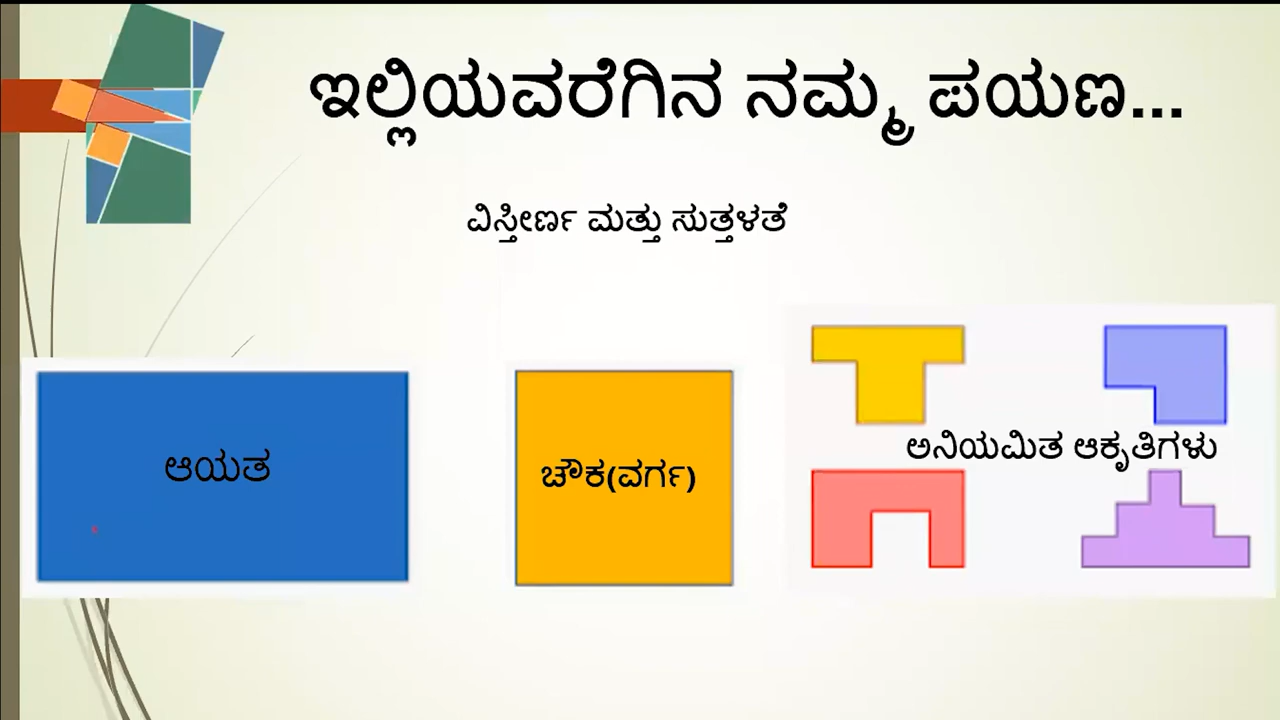 ಇಲ್ಲಿಯವರೆಗಿನ ನಮ್ಮ ಪಯಣ...
ವಿಸ್ತೀರ್ಣ ಮತ್ತು ಸುತ್ತಳತೆ
ಆಯತ
ಚೌಕ(ವರ್ಗ)
ಅನಿಯಮಿತ ಆಕೃತಿಗಳು